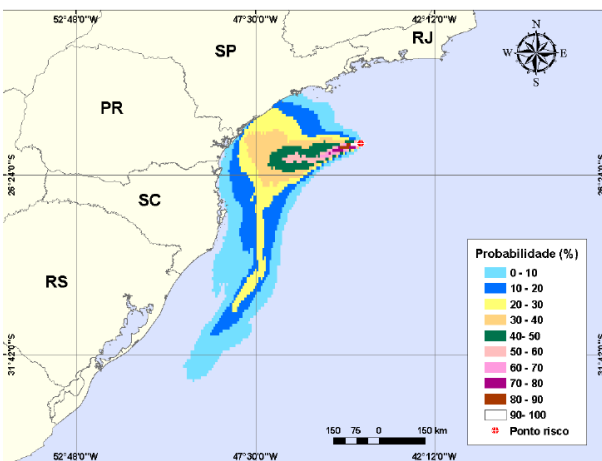 52°48'0"W 47°30'0"W 42°12'0"W
RJ
SP
N
W E
S
PR
26°24'0"S 26°24'0"S
SC
Probabilidade (%)
0 - 10
10 - 20
RS
20 - 30
30 - 40
40- 50
50 - 60
31°42'0"S 31°42'0"S
60 - 70
70 - 80
80 - 90
90- 100
Ponto risco
150 75 0 150 km
52°48'0"W 47°30'0"W 42°12'0"W